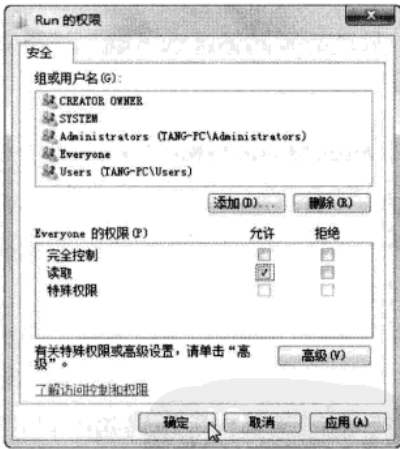 Run 的权限
安全
组或用户名(G):
CREATOR OWNER
SYSTEM
Administrators (TANG-PC\Administrators)
Everyone
Users (TANG-PC\Users)
添加(D)... 删除(R)
Everyone 的权限(P) 允许 拒绝
完全控制
读取
特殊权限
有关特殊权限或高级设置，请单击“高
级”。 高级(V)
了解访问控制和权限
确定 取消 应用(A)